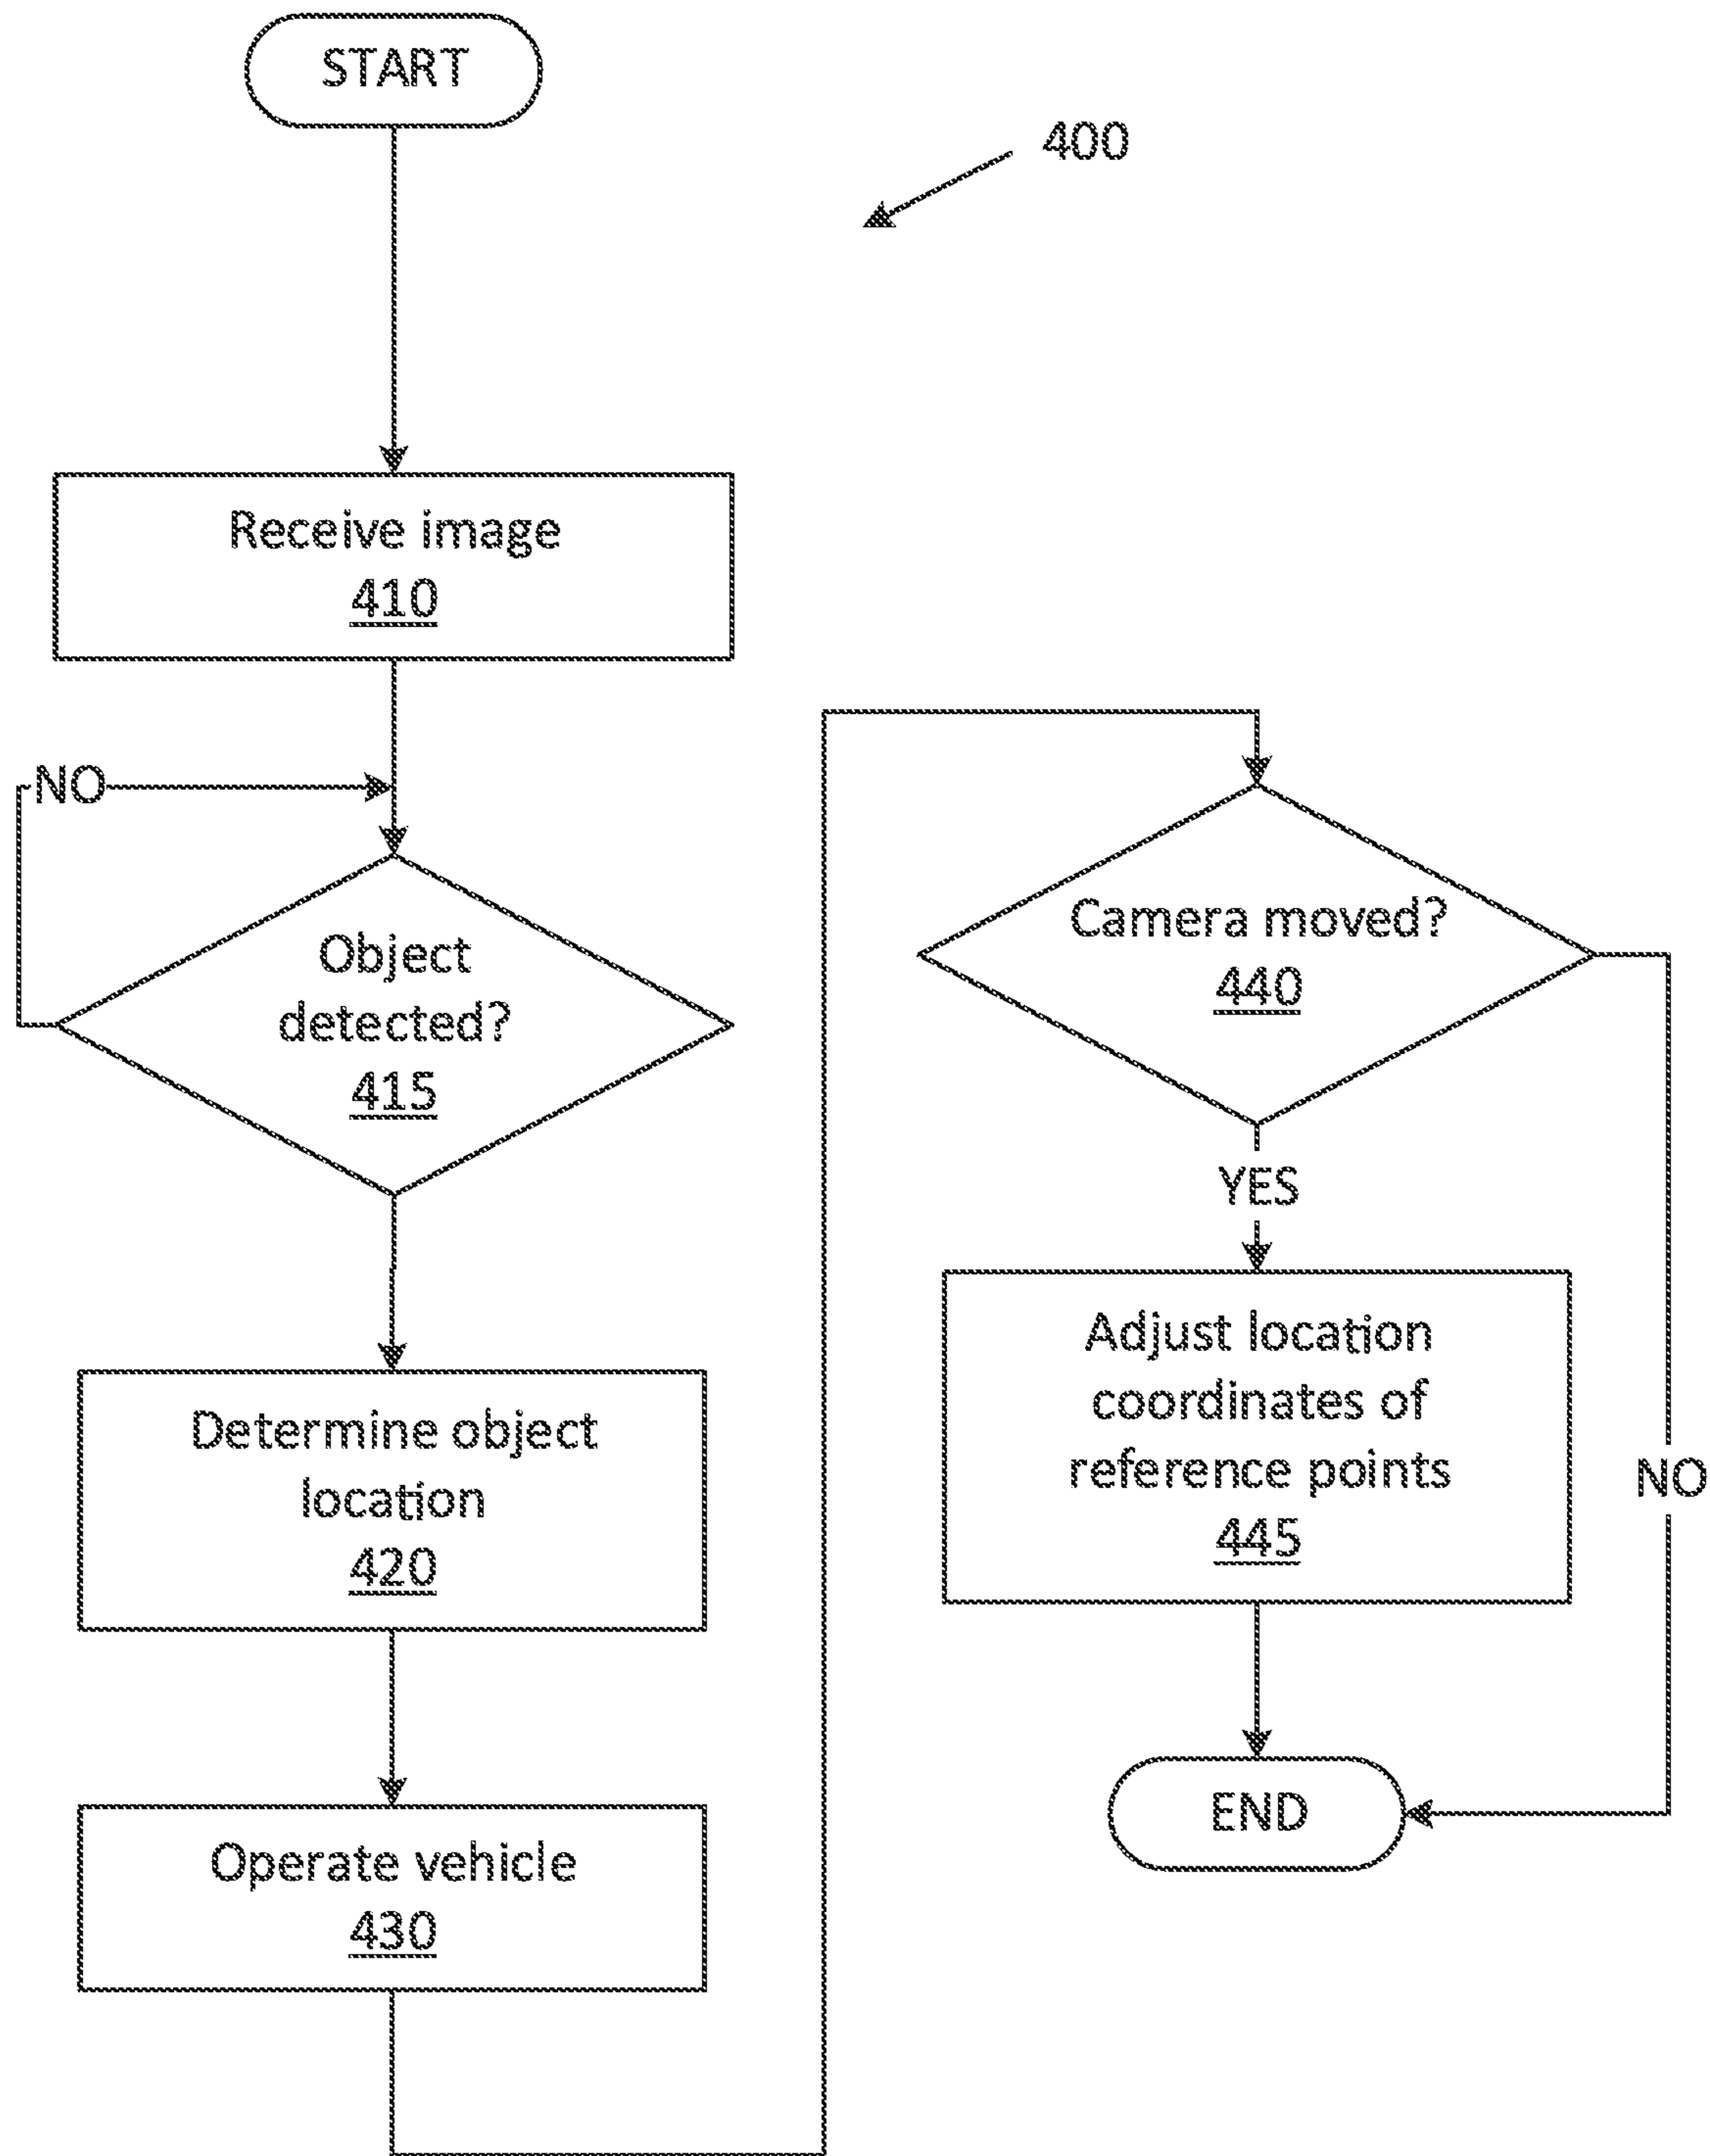 START
400
Receive image
410
NO
Object
detected?
415
Determine object
location
420
Operate vehicle
430
Camera moved?
440
YES
Adjust location
coordinates of
reference points
445
NO
END